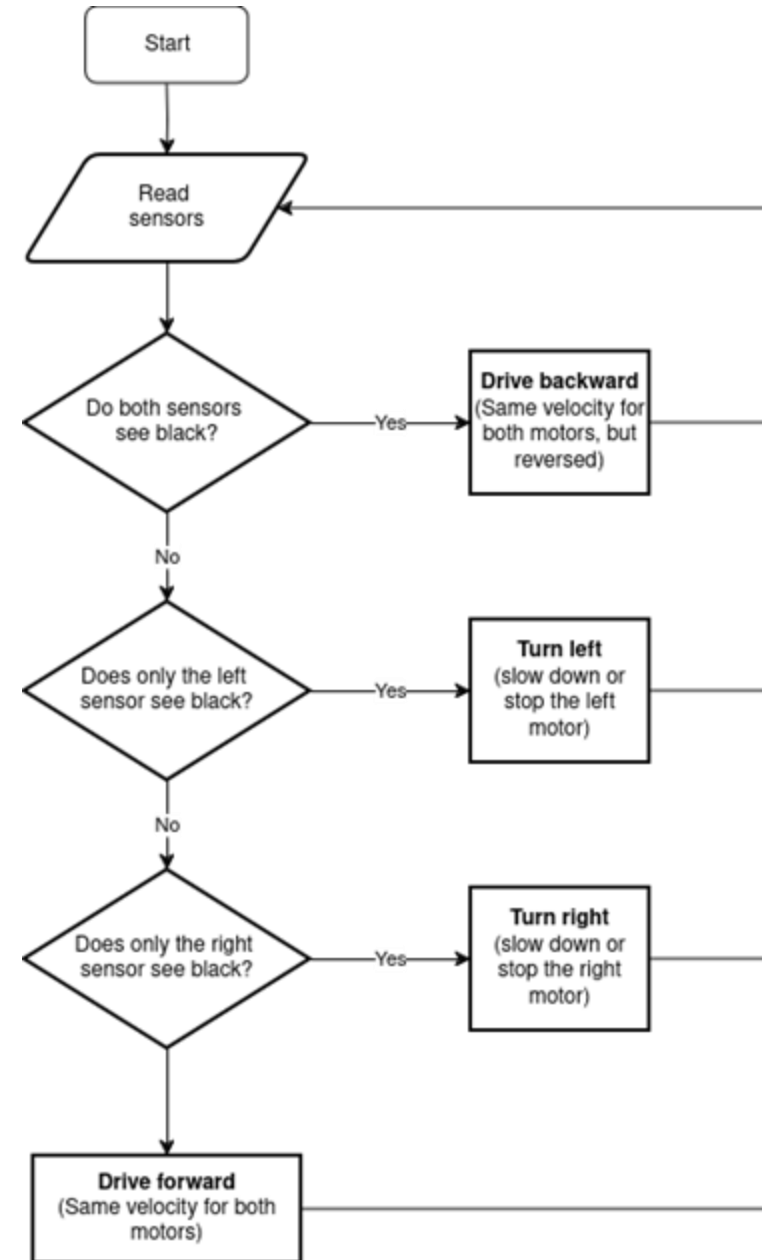 Start
Read
sensors
Do both sensors
see black?
Yes
Drive backward
(Same velocity for
both motors, but
reversed)
No
Does only the left
sensor see black?
Yes
Turn left
(slow down or
stop the left
motor)
No
Does only the right
sensor see black?
Yes
Turn right
(slow down or
stop the right
motor)
Drive forward
(Same velocity for both
motors)